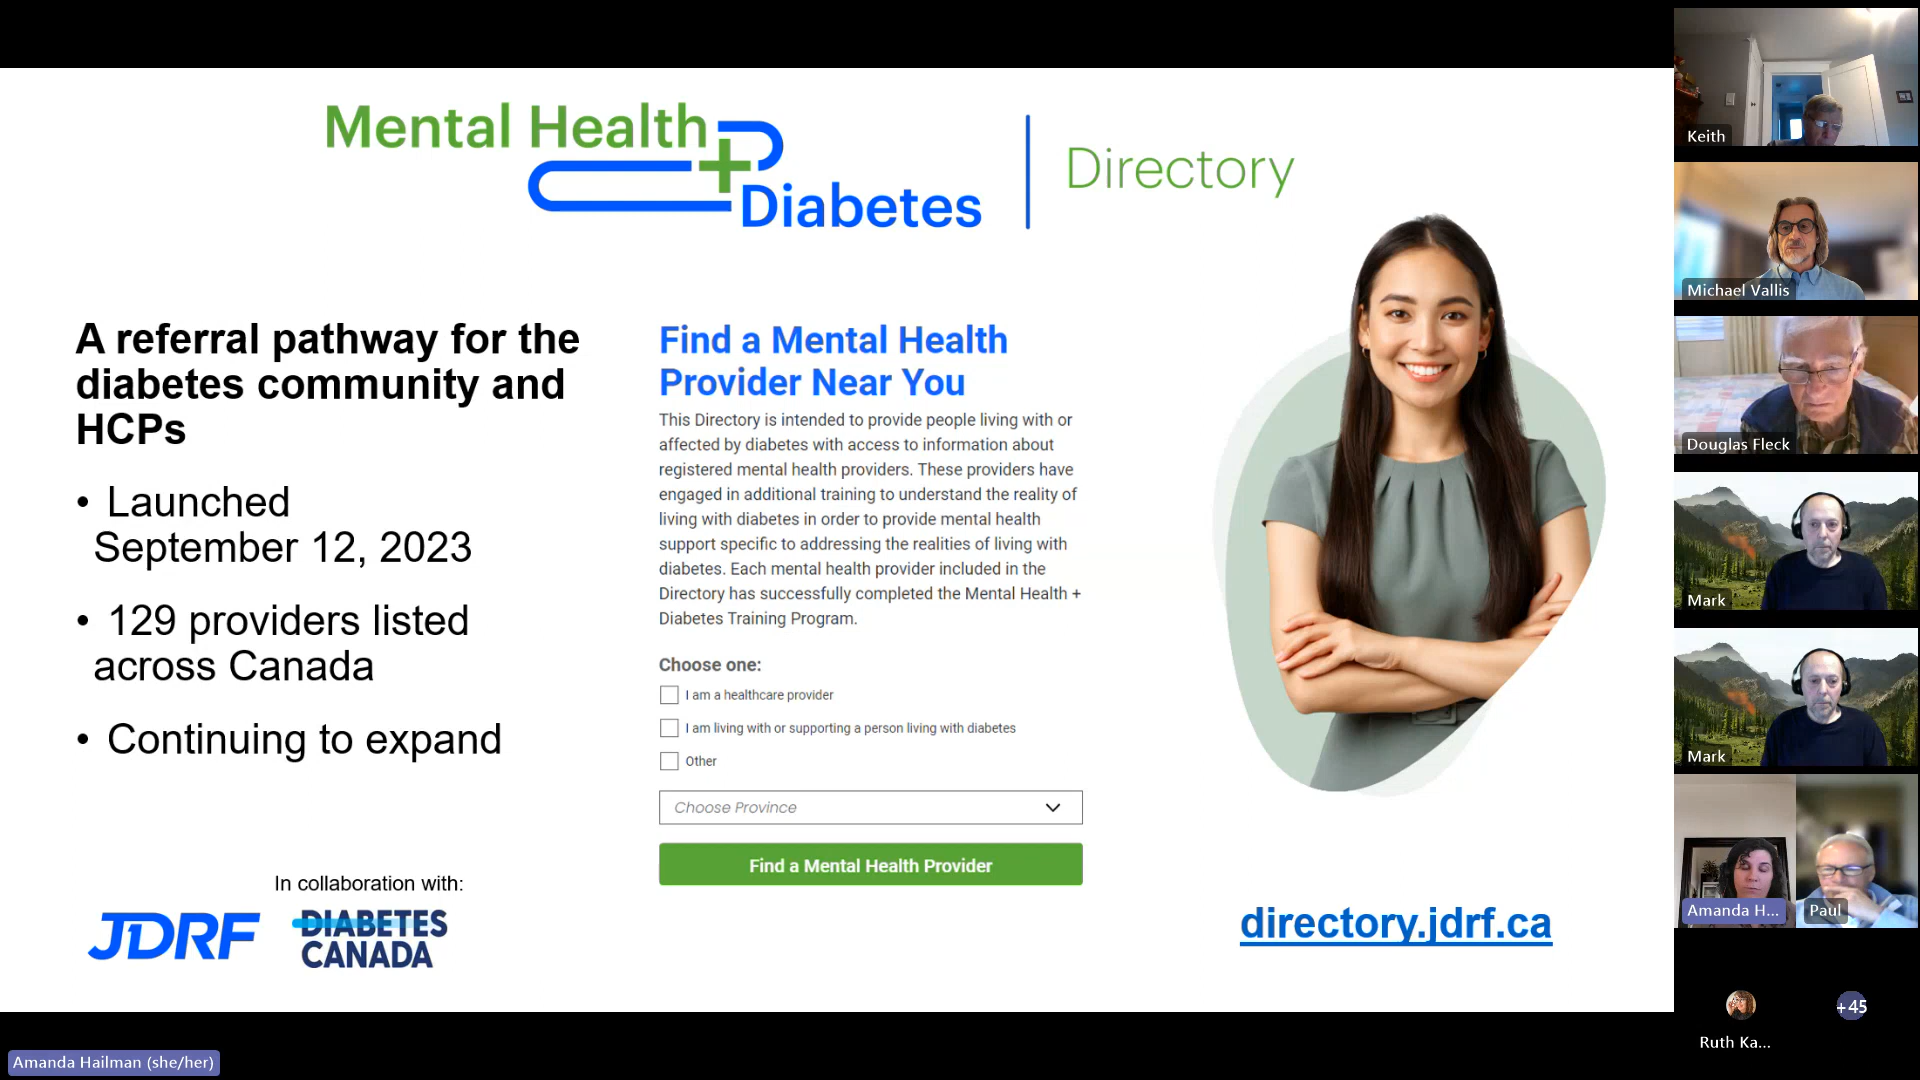 Mental Health
+
Diabetes
Directory
A referral pathway for the
diabetes community and
HCPs
• Launched
September 12, 2023
• 129 providers listed
across Canada
• Continuing to expand
In collaboration with:
JDRF
DIABETES
CANADA
Find a Mental Health
Provider Near You
This Directory is intended to provide people living with or
affected by diabetes with access to information about
registered mental health providers. These providers have
engaged in additional training to understand the reality of
living with diabetes in order to provide mental health
support specific to addressing the realities of living with
diabetes. Each mental health provider included in the
Directory has successfully completed the Mental Health +
Diabetes Training Program.
Choose one:
I am a healthcare provider
I am living with or supporting a person living with diabetes
Other
Choose Province
Find a Mental Health Provider
directory.jdrf.ca
Keith
Michael Vallis
Douglas Fleck
Mark
Mark
Amanda H...
Paul
Ruth Ka...
+45
Amanda Hailman (she/her)